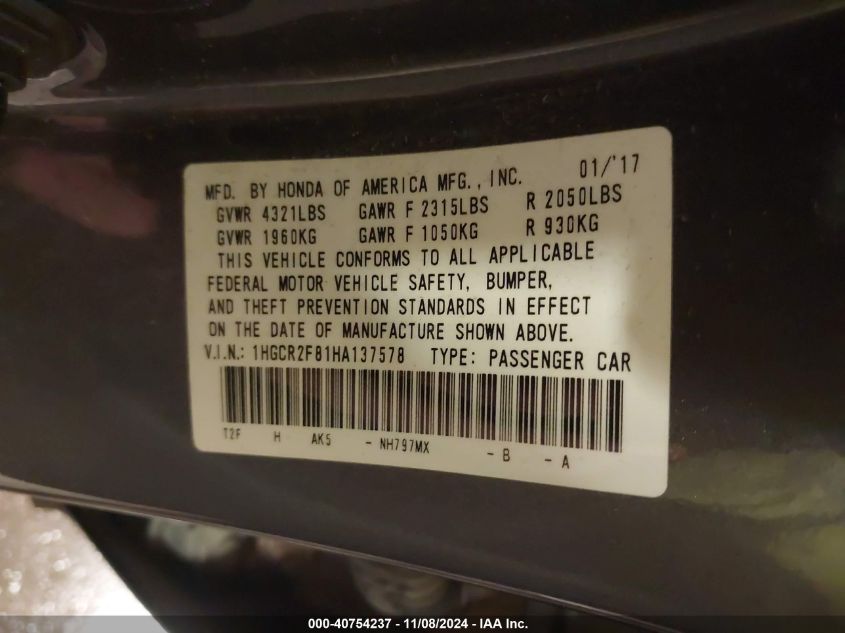 MFD. BY HONDA OF AMERICA MFG., INC. 01/'17
GVWR 4321LBS GAWR F 2315LBS R 2050LBS
GVWR 1960KG GAWR F 1050KG R 930KG
THIS VEHICLE CONFORMS TO ALL APPLICABLE
FEDERAL MOTOR VEHICLE SAFETY, BUMPER,
AND THEFT PREVENTION STANDARDS IN EFFECT
ON THE DATE OF MANUFACTURE SHOWN ABOVE.
V.I.N.: 1HGCR2F81HA137578 TYPE: PASSENGER CAR
T2F H AK5 - NH797MX - B - A
000-40754237 - 11/08/2024 - IAA Inc.